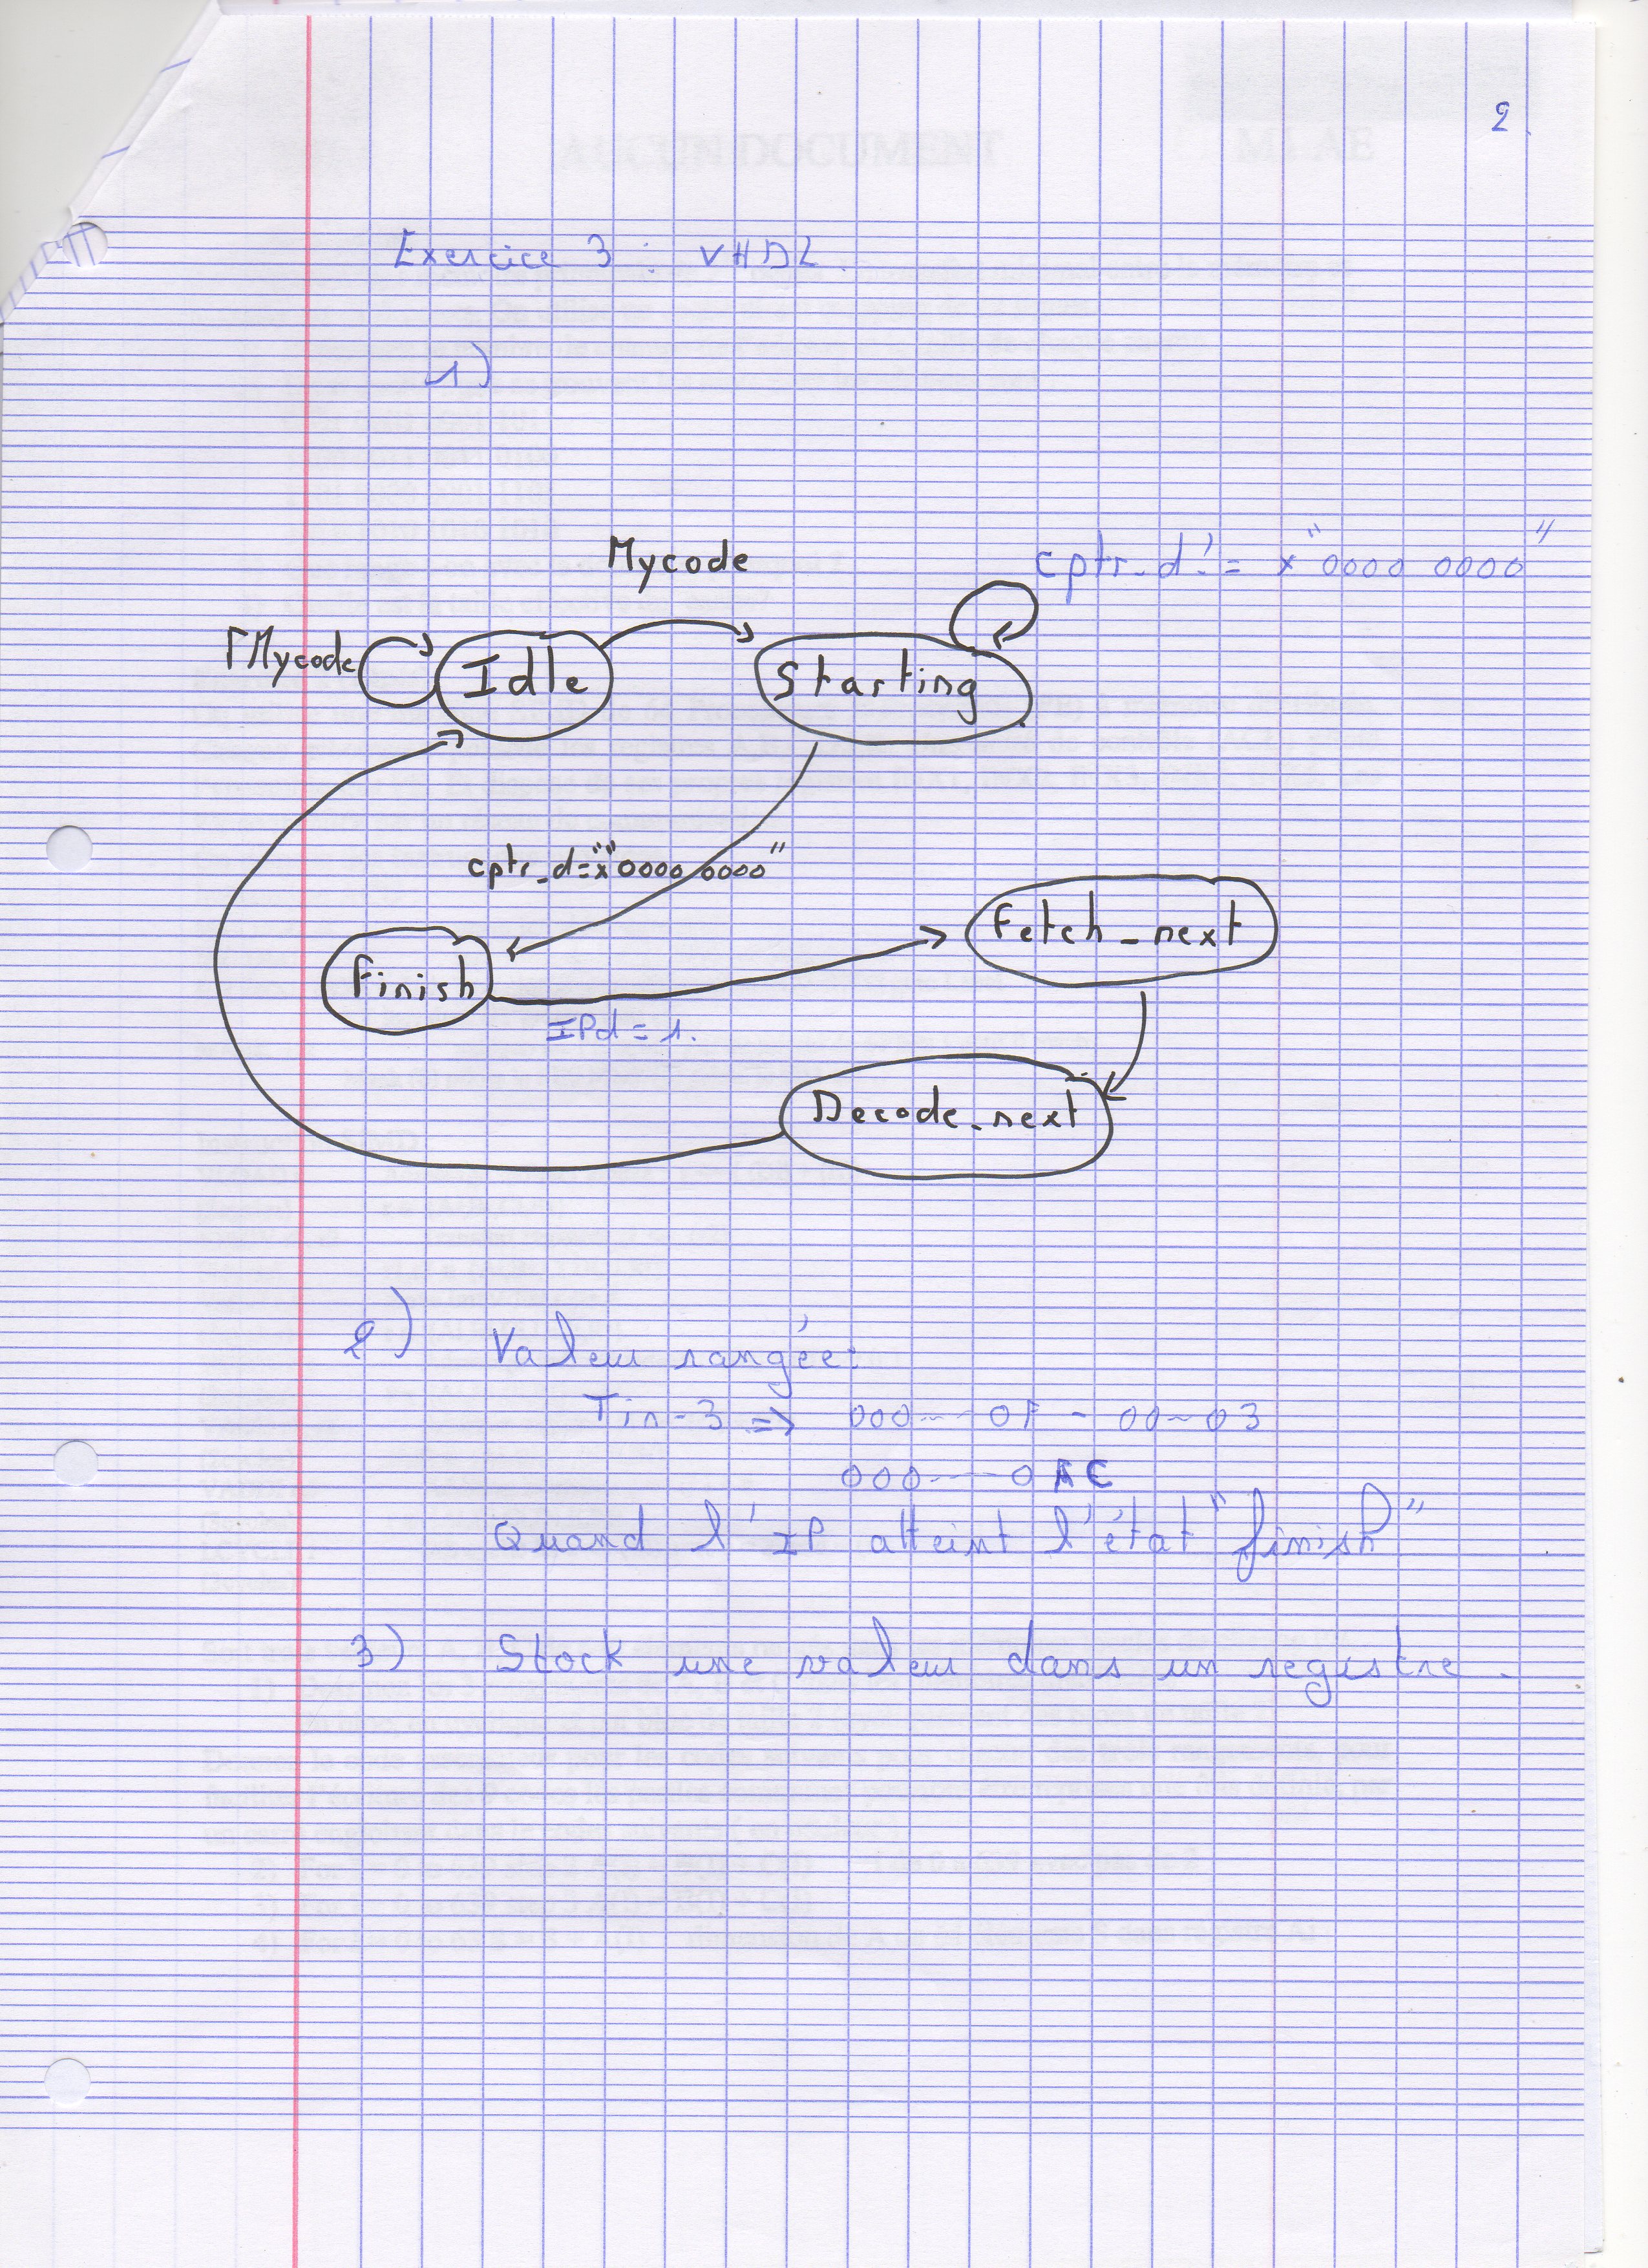 2
Exercice 3 : VHDL
1)
Mycode
cptr_d != x"0000 0000"
⌈Mycode
Idle
Starting
cptr_d=x"0000 0000"
Fetch_next
Finish
IPd = 1.
Decode_next
2) Valeur rangée:
Tin-3 => 000---0F - 00-03
000----0AC
Quand l'IP atteint l'état "finish"
3) Stock une valeur dans un registre.